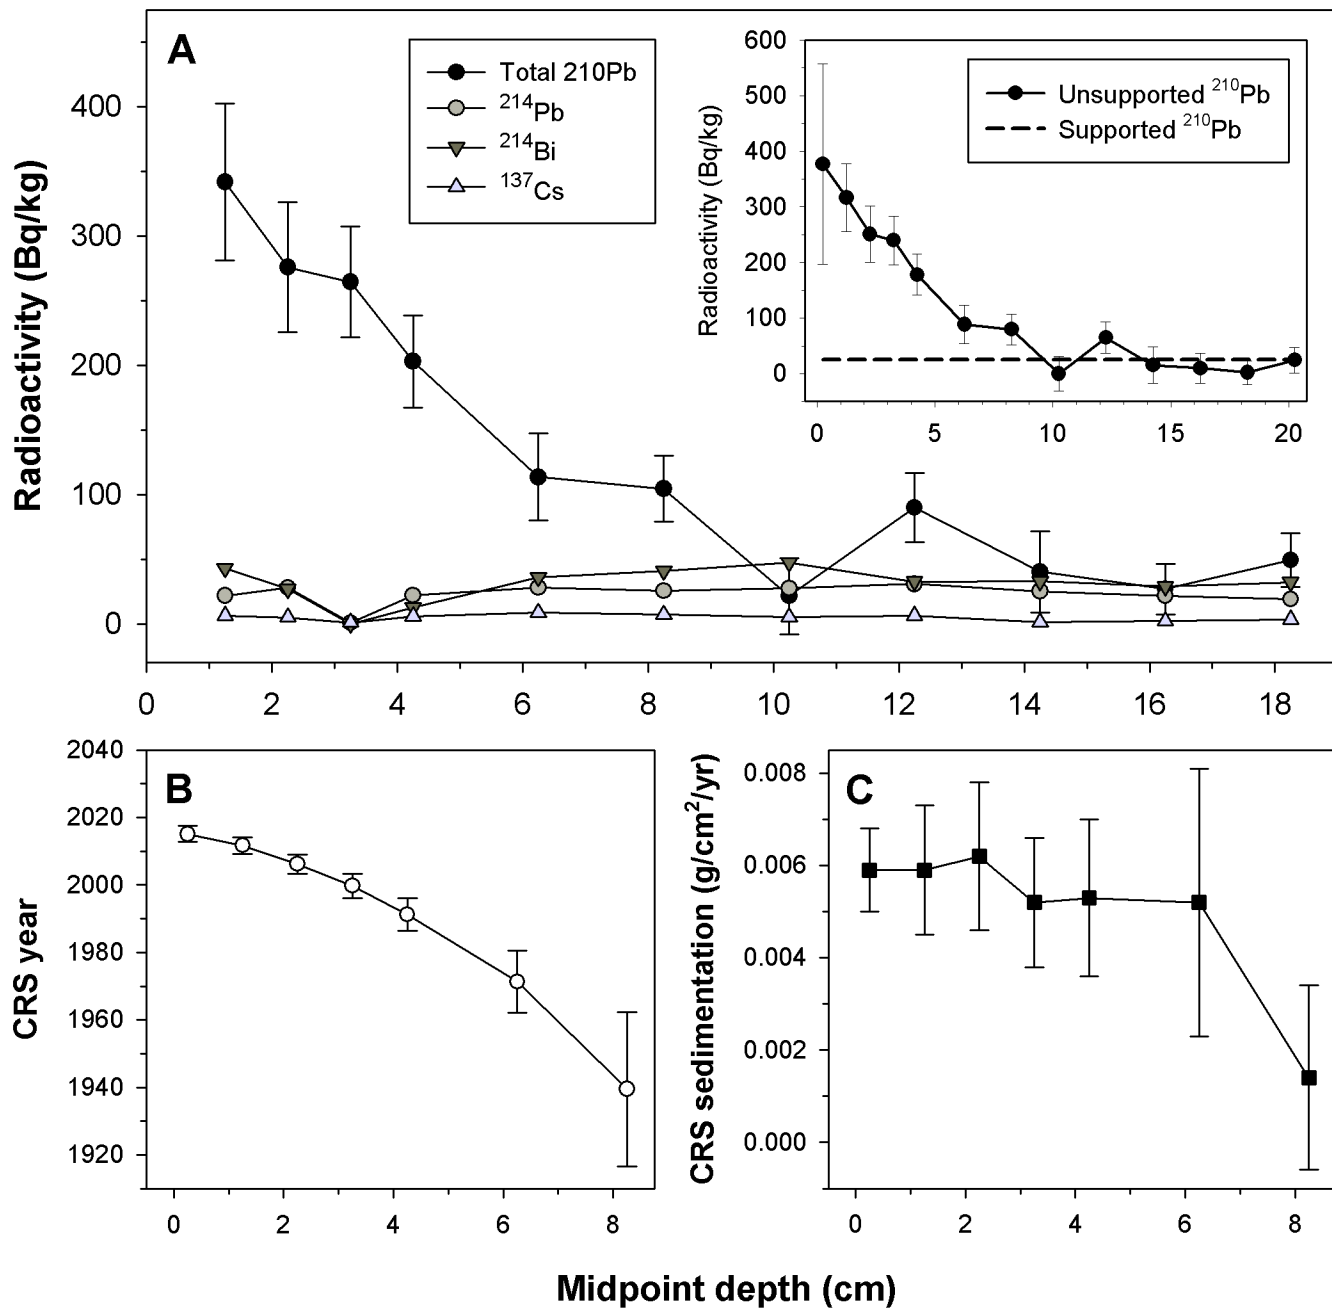 A
Total 210Pb
214Pb
214Bi
137Cs
Radioactivity (Bq/kg)
400
300
200
100
0
0 2 4 6 8 10 12 14 16 18
Unsupported 210Pb
Supported 210Pb
Radioactivity (Bq/kg)
600
500
400
300
200
100
0
0 5 10 15 20
B
CRS year
2040
2020
2000
1980
1960
1940
1920
0 2 4 6 8
C
CRS sedimentation (g/cm2/yr)
0.008
0.006
0.004
0.002
0.000
0 2 4 6 8
Midpoint depth (cm)